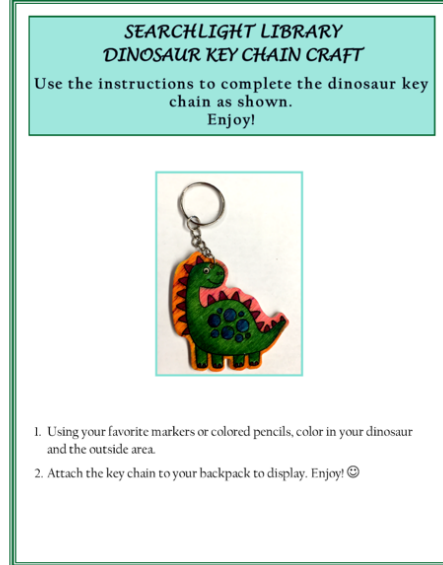 SEARCHLIGHT LIBRARY
DINOSAUR KEY CHAIN CRAFT
Use the instructions to complete the dinosaur key
chain as shown.
Enjoy!
1. Using your favorite markers or colored pencils, color in your dinosaur
and the outside area.
2. Attach the key chain to your backpack to display. Enjoy! ☺